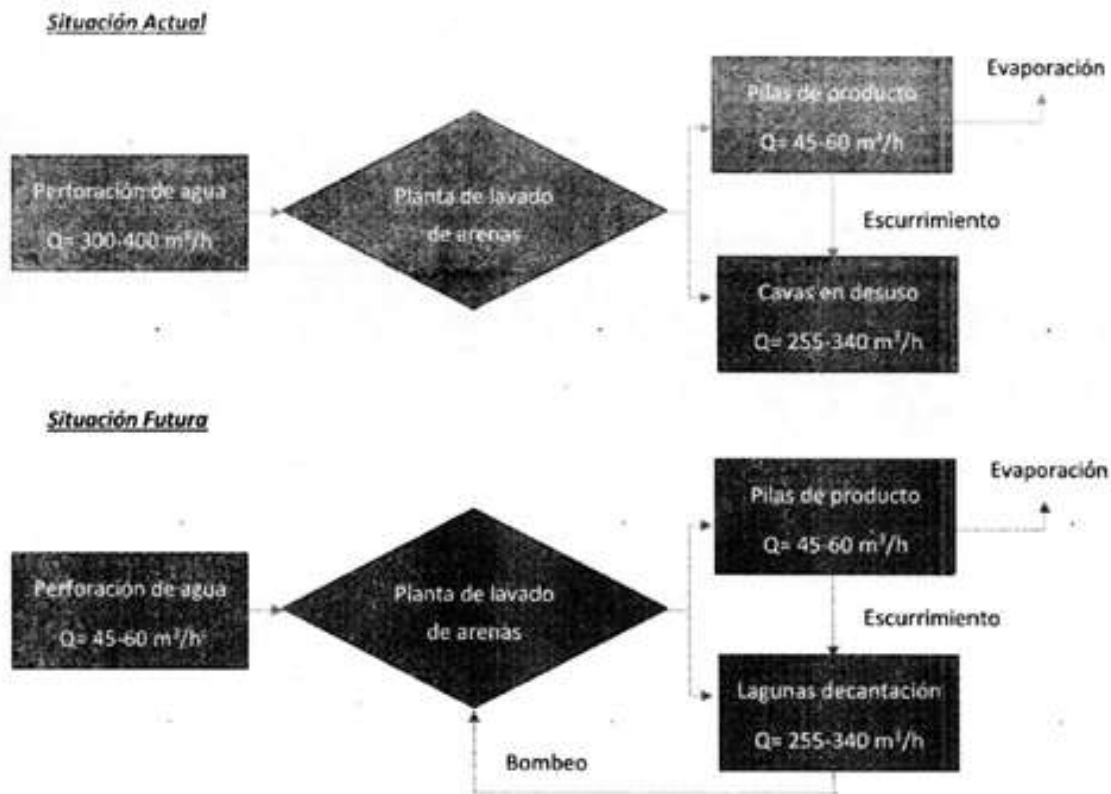 Situación Actual
Evaporación
Pilas de producto
Q= 45-60 m³/h
Perforación de agua
Q= 300-400 m³/h
Planta de lavado
de arenas
Escurrimiento
Cavas en desuso
Q= 255-340 m³/h
Situación Futura
Evaporación
Pilas de producto
Q= 45-60 m³/h
Perforación de agua
Q= 45-60 m³/h
Planta de lavado
de arenas
Escurrimiento
Lagunas decantación
Q= 255-340 m³/h
Bombeo